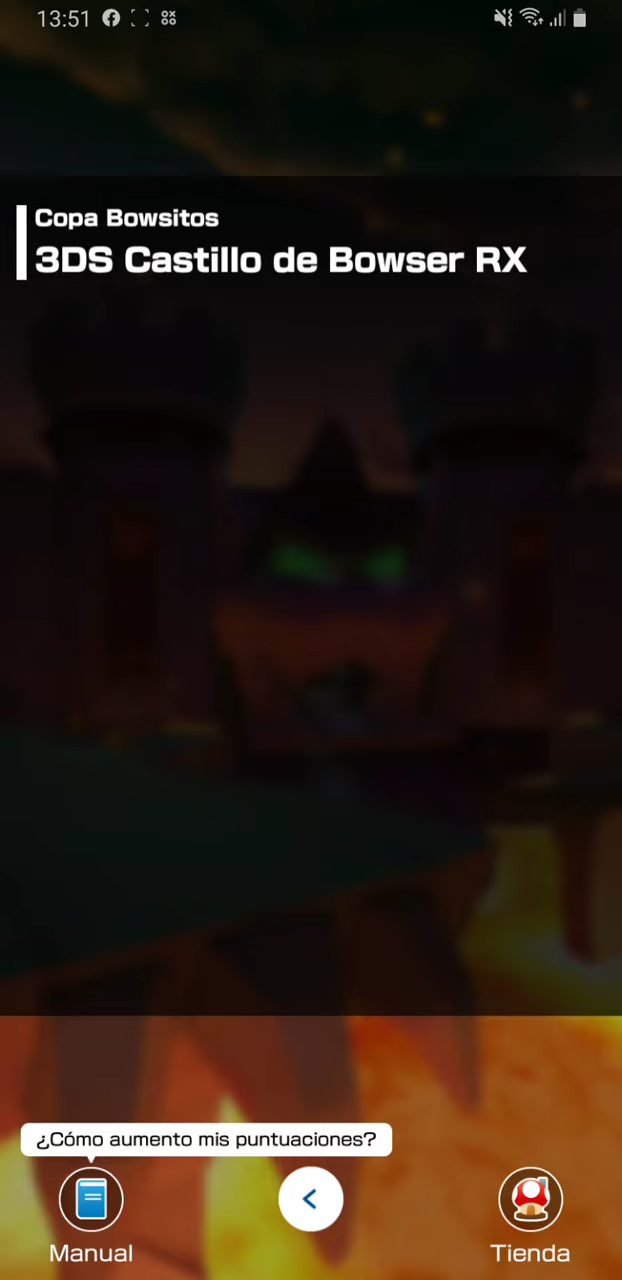 13:51
Copa Bowsitos
3DS Castillo de Bowser RX
¿Cómo aumento mis puntuaciones?
Manual
Tienda